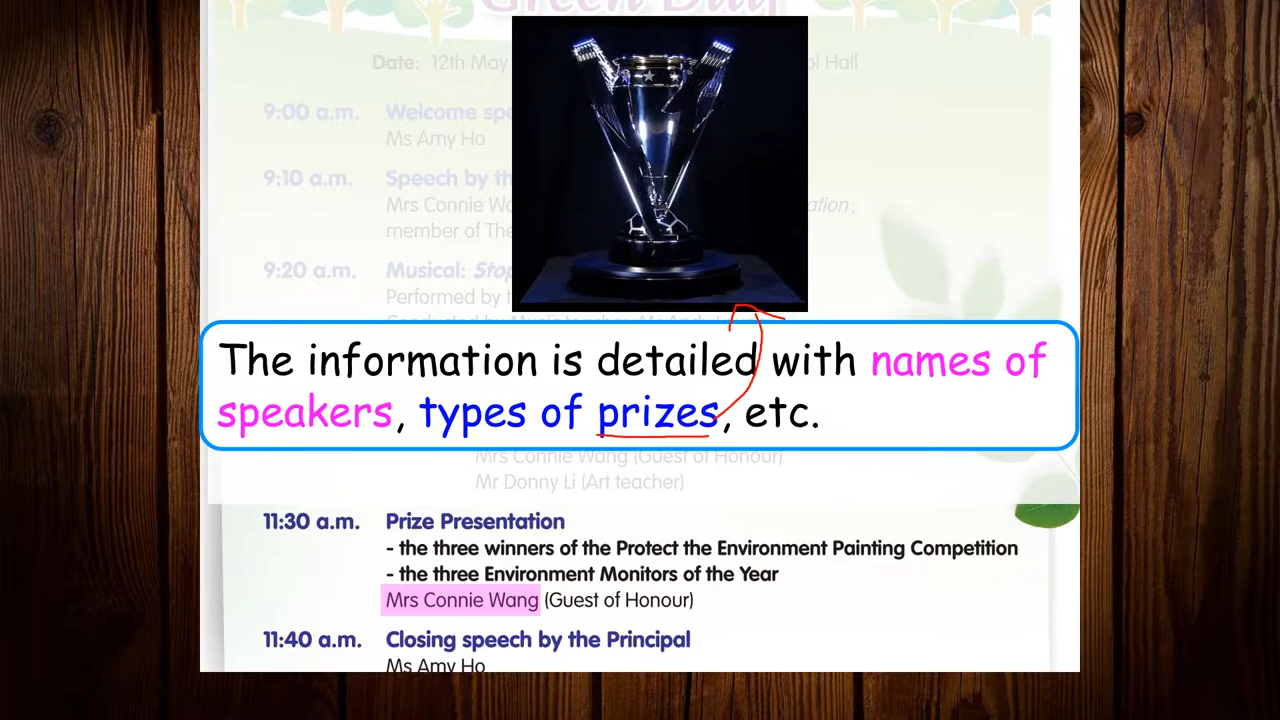 Green Day
Date: 12th May
Hall
9:00 a.m. Welcome
Ms Amy Ho
9:10 a.m. Speech by
Mrs Connie
member of
9:20 a.m. Musical:
Performed by
The information is detailed with names of
speakers, types of prizes, etc.
Mrs Connie Wang (Guest of Honour)
Mr Donny Li (Art teacher)
11:30 a.m. Prize Presentation
- the three winners of the Protect the Environment Painting Competition
- the three Environment Monitors of the Year
Mrs Connie Wang (Guest of Honour)
11:40 a.m. Closing speech by the Principal
Ms Amy Ho